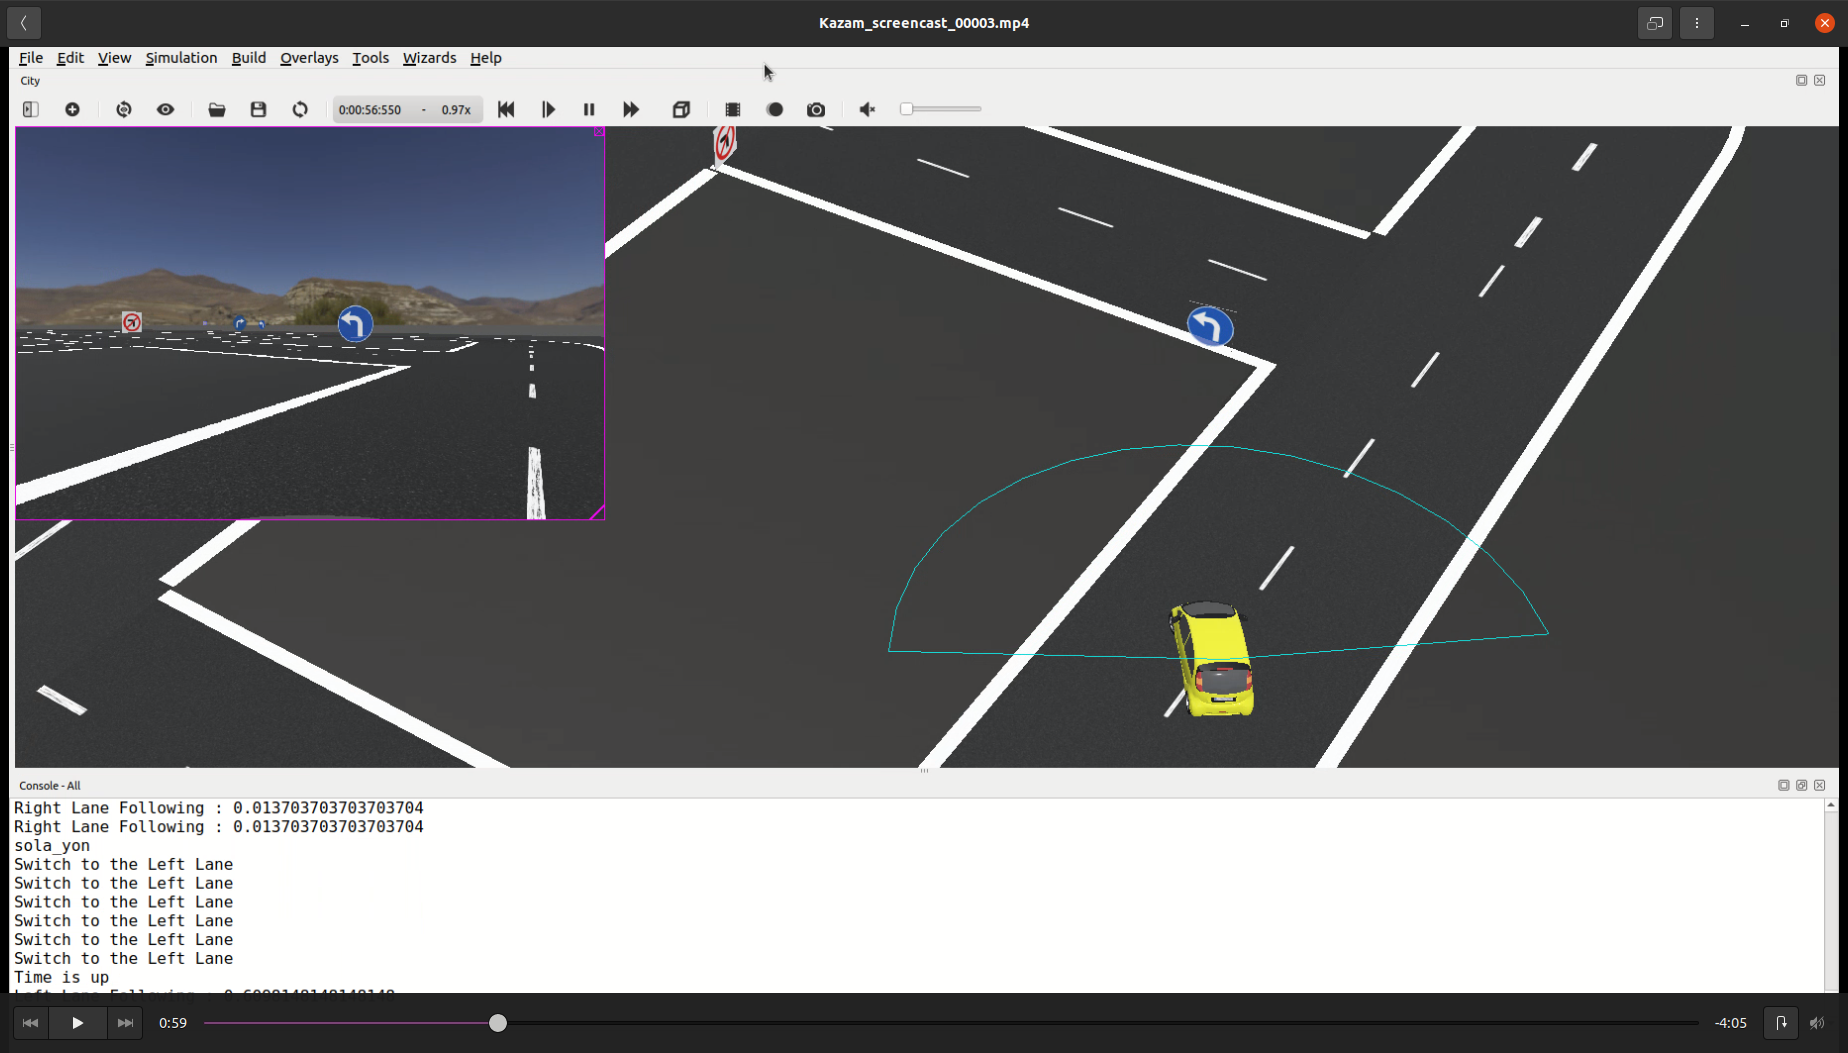 Kazam_screencast_00003.mp4
File Edit View Simulation Build Overlays Tools Wizards Help
City
0:00:56:550 - 0.97x
Console - All
Right Lane Following : 0.013703703703703704
Right Lane Following : 0.013703703703703704
sola_yon
Switch to the Left Lane
Switch to the Left Lane
Switch to the Left Lane
Switch to the Left Lane
Switch to the Left Lane
Switch to the Left Lane
Time is up
Left Lane Following :
0:59
-4:05